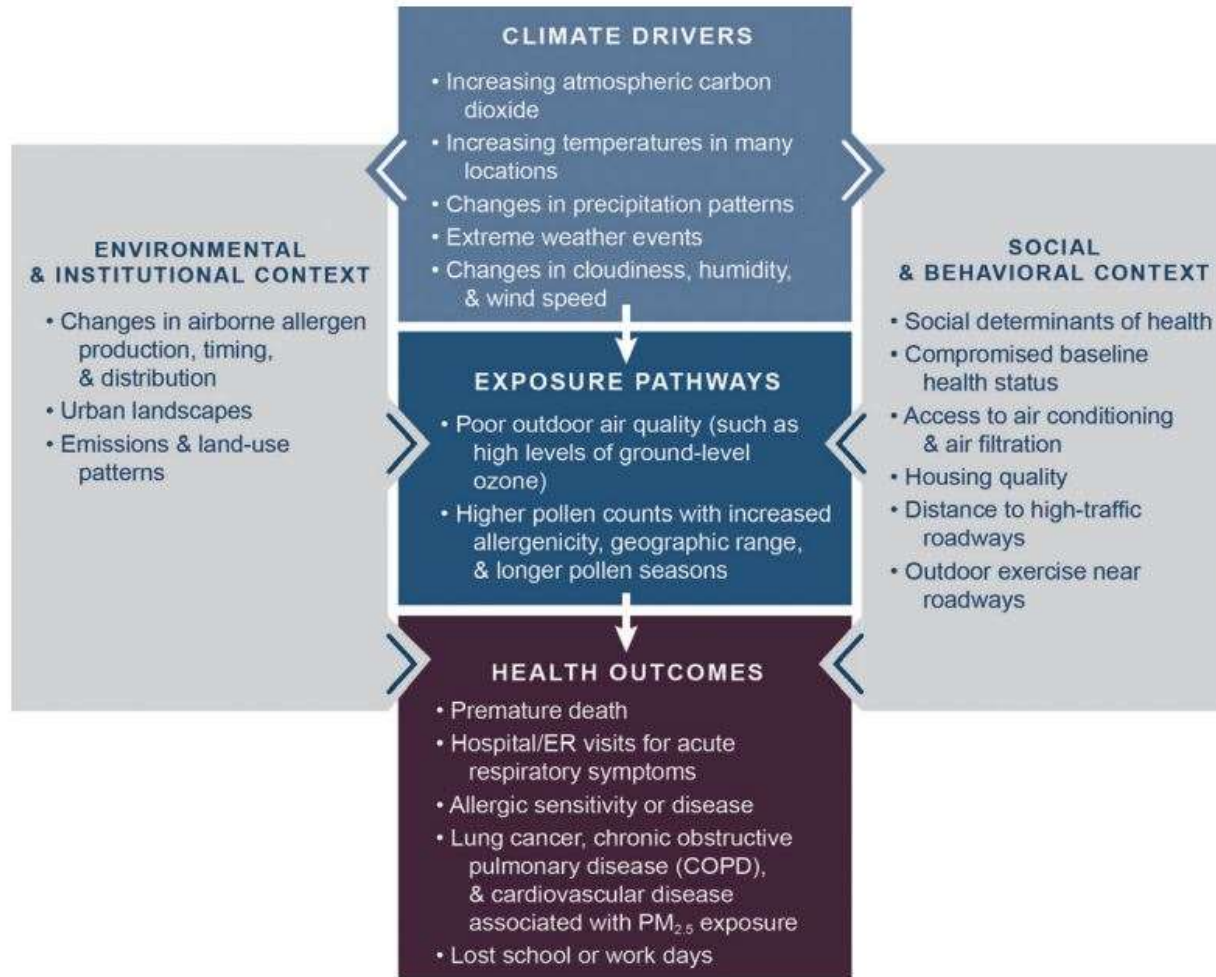 CLIMATE DRIVERS
• Increasing atmospheric carbon
dioxide
• Increasing temperatures in many
locations
• Changes in precipitation patterns
• Extreme weather events
• Changes in cloudiness, humidity,
& wind speed
ENVIRONMENTAL
& INSTITUTIONAL CONTEXT
• Changes in airborne allergen
production, timing,
& distribution
• Urban landscapes
• Emissions & land-use
patterns
EXPOSURE PATHWAYS
• Poor outdoor air quality (such as
high levels of ground-level
ozone)
• Higher pollen counts with increased
allergenicity, geographic range,
& longer pollen seasons
SOCIAL
& BEHAVIORAL CONTEXT
• Social determinants of health
• Compromised baseline
health status
• Access to air conditioning
& air filtration
• Housing quality
• Distance to high-traffic
roadways
• Outdoor exercise near
roadways
HEALTH OUTCOMES
• Premature death
• Hospital/ER visits for acute
respiratory symptoms
• Allergic sensitivity or disease
• Lung cancer, chronic obstructive
pulmonary disease (COPD),
& cardiovascular disease
associated with PM2.5 exposure
• Lost school or work days